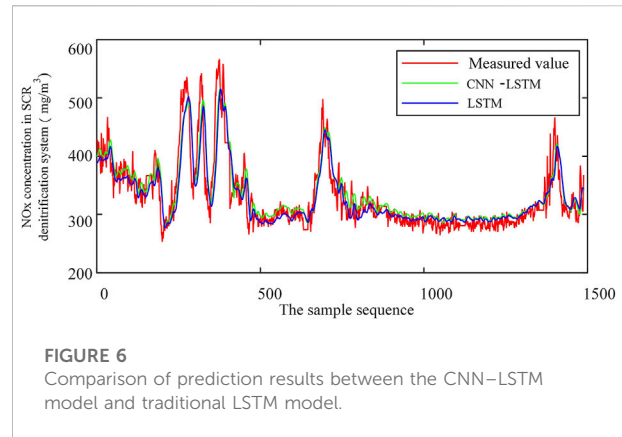 600
400
300
200
0
500
1000
1500
NOx concentration in SCR
denitrification system ( mg/m³ )
The sample sequence
Measured value
CNN -LSTM
LSTM
FIGURE 6
Comparison of prediction results between the CNN–LSTM
model and traditional LSTM model.